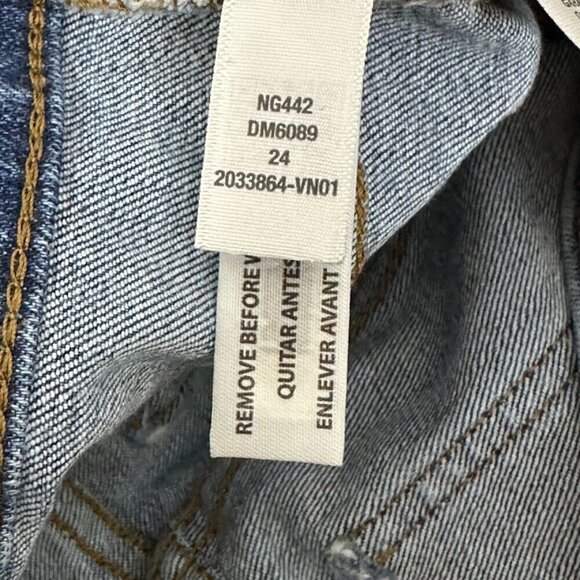 NG442
DM6089
24
2033864-VN01
REMOVE BEFORE
QUITAR ANTES
ENLEVER AVANT